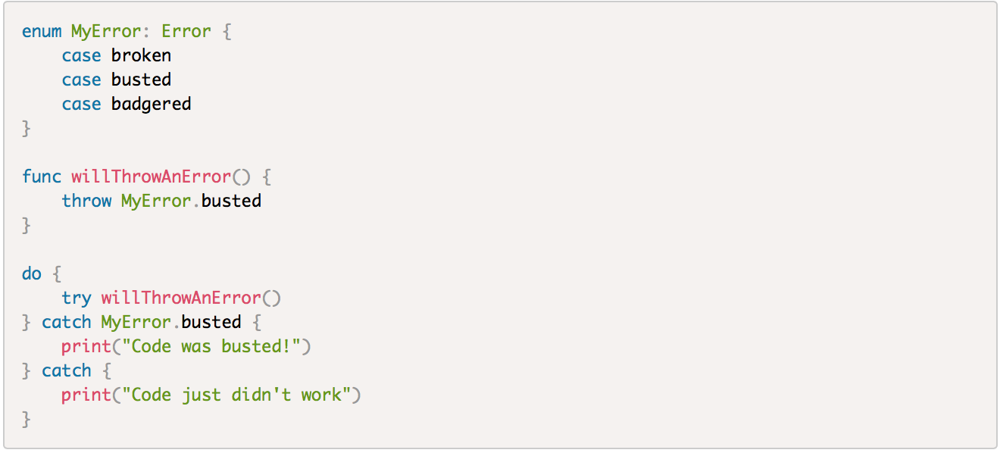 enum MyError: Error {
    case broken
    case busted
    case badgered
}

func willThrowAnError() {
    throw MyError.busted
}

do {
    try willThrowAnError()
} catch MyError.busted {
    print("Code was busted!")
} catch {
    print("Code just didn't work")
}